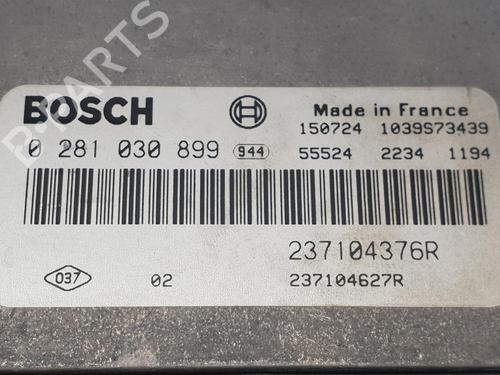 BOSCH Made in France
150724 1039S73439
0 281 030 899 944 55524 2234 1194
237104376R
037 02 237104627R
B-PARTS